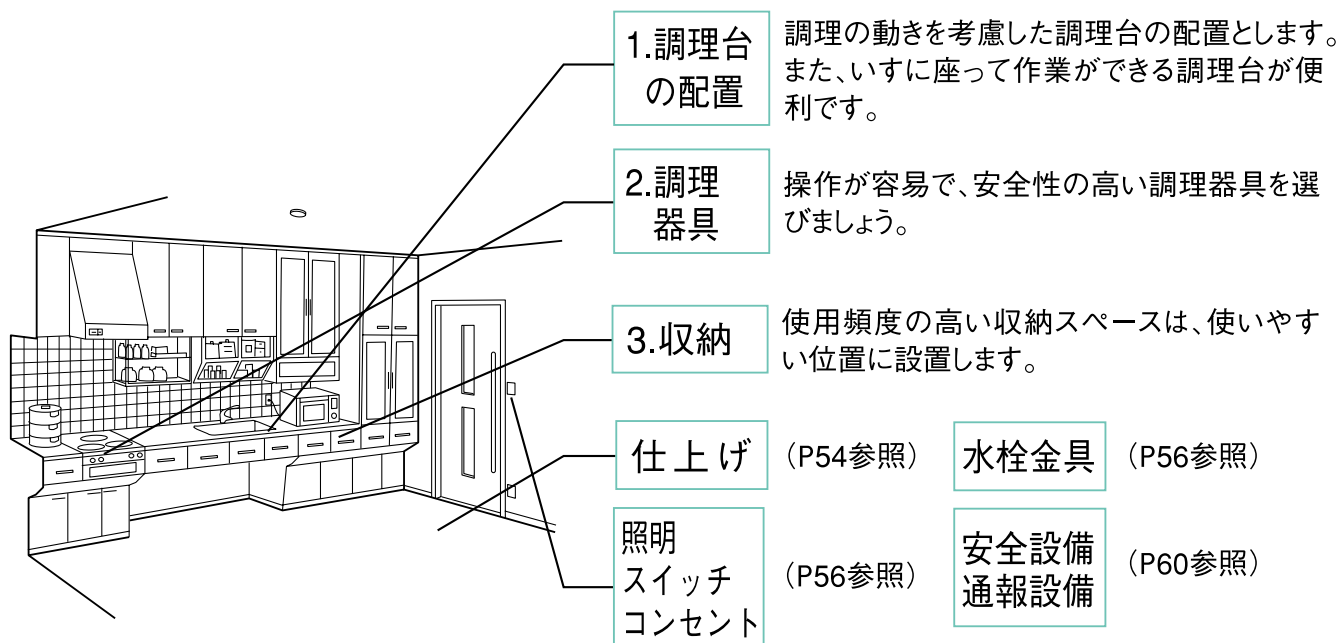 1.調理台
の配置
調理の動きを考慮した調理台の配置とします。
また、いすに座って作業ができる調理台が便
利です。
2.調理
器具
操作が容易で、安全性の高い調理器具を選
びましょう。
3.収納
使用頻度の高い収納スペースは、使いやす
い位置に設置します。
仕上げ
(P54参照)
水栓金具
(P56参照)
照明
スイッチ
コンセント
(P56参照)
安全設備
通報設備
(P60参照)